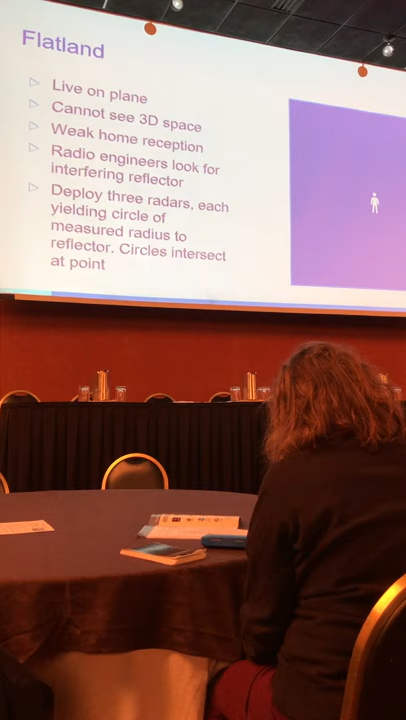 Flatland
Live on plane
Cannot see 3D space
Weak home reception
Radio engineers look for
interfering reflector
Deploy three radars, each
yielding circle of
measured radius to
reflector. Circles intersect
at point